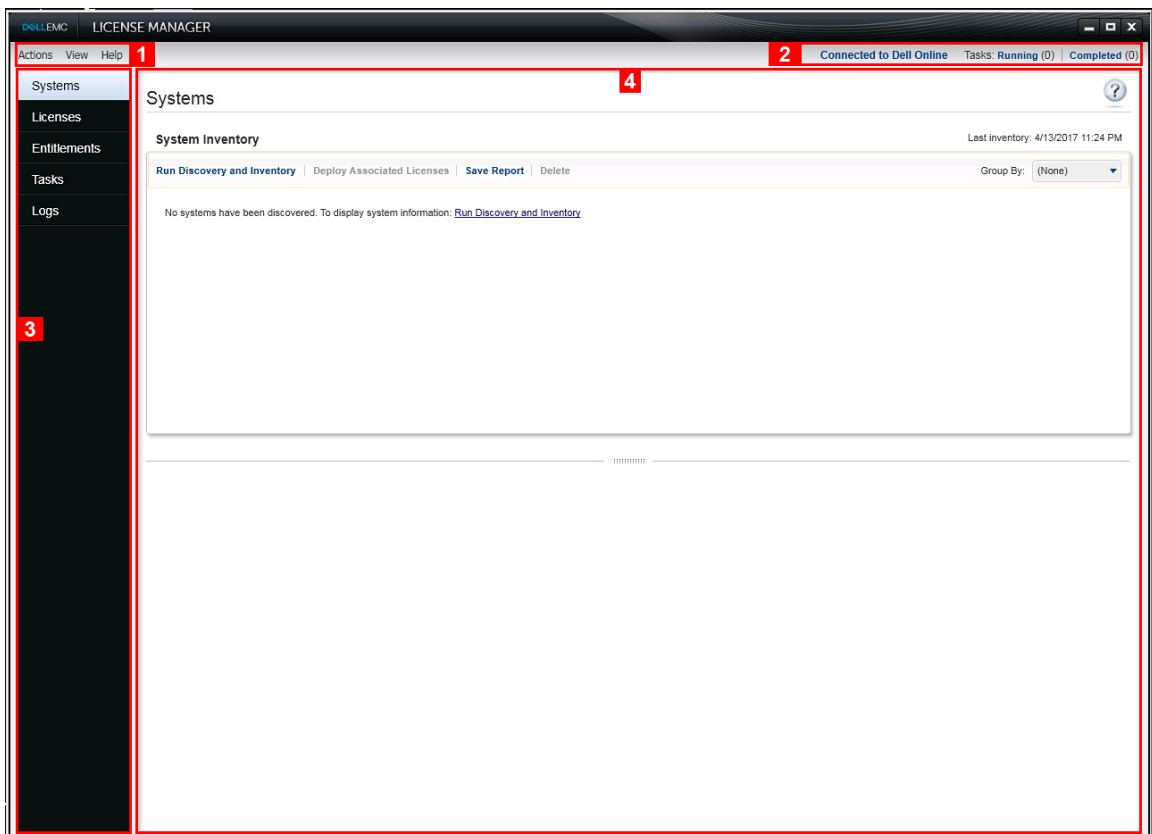 DELLEMC LICENSE MANAGER
Actions View Help 1 2 Connected to Dell Online Tasks: Running (0) Completed (0)
Systems
Licenses
Entitlements
Tasks
Logs
3
4
Systems ?
System Inventory Last inventory: 4/13/2017 11:24 PM
Run Discovery and Inventory Deploy Associated Licenses Save Report Delete Group By: (None)
No systems have been discovered. To display system information: Run Discovery and Inventory